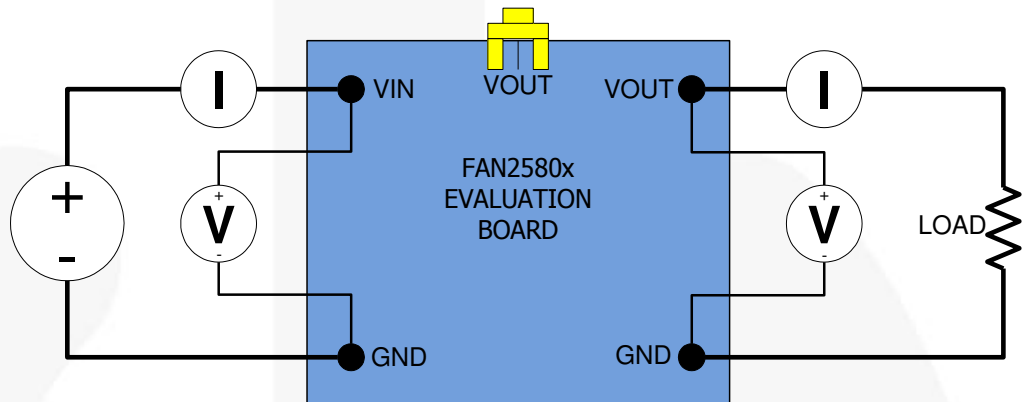 VOUT
I
VIN
VOUT
I
+
-
+
V
-
FAN2580x
EVALUATION
BOARD
+
V
-
LOAD
GND
GND